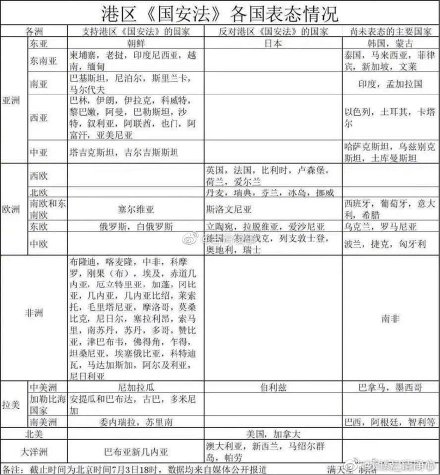 港区《国安法》各国表态情况
各洲 支持港区《国安法》的国家 反对港区《国安法》的国家 尚未表态的主要国家
亚洲
东亚 朝鲜 日本 韩国，蒙古
东南亚 柬埔寨，老挝，印度尼西亚，越
南，缅甸 泰国，马来西亚，菲律
宾，新加坡，文莱
南亚 巴基斯坦，尼泊尔，斯里兰卡，
马尔代夫 印度，孟加拉国
西亚 巴林，伊朗，伊拉克，科威特，
黎巴嫩，阿曼，巴勒斯坦，沙
特，叙利亚，阿联酋，也门，阿
富汗，亚美尼亚 以色列，土耳其，卡塔
尔
中亚 塔吉克斯坦，吉尔吉斯斯坦 哈萨克斯坦，乌兹别克
斯坦，土库曼斯坦
欧洲
西欧 英国，法国，比利时，卢森堡，
荷兰，爱尔兰
北欧 丹麦，瑞典，芬兰，冰岛，挪威
南欧和东
南欧 塞尔维亚 斯洛文尼亚 西班牙，葡萄牙，意大
利，希腊
东欧 俄罗斯，白俄罗斯 立陶宛，拉脱维亚，爱沙尼亚 乌克兰，罗马尼亚
中欧 德国，斯洛伐克，列支敦士登，
奥地利，瑞士 波兰，捷克，匈牙利
非洲 布隆迪，喀麦隆，中非，科摩
罗，刚果（布），埃及，赤道几
内亚，厄立特里亚，加蓬，冈比
亚，几内亚，几内亚比绍，莱索
托，毛里塔尼亚，摩洛哥，莫桑
比克，尼日尔，塞拉利昂，索马
里，南苏丹，苏丹，多哥，赞比
亚，津巴布韦，佛得角，乍得，
坦桑尼亚，埃塞俄比亚，科特迪
瓦，马达加斯加，阿尔及利亚，
尼日利亚 南非
拉美
中美洲 尼加拉瓜 伯利兹 巴拿马，墨西哥
加勒比海
国家 安提瓜和巴布达，古巴，多米尼
加
南美洲 委内瑞拉，苏里南 巴西，阿根廷，智利等
北美 美国，加拿大
大洋洲 巴布亚新几内亚 澳大利亚，新西兰，马绍尔群
岛，帕劳
备注：截止时间为北京时间7月3日18时，数据均来自媒体公开报道